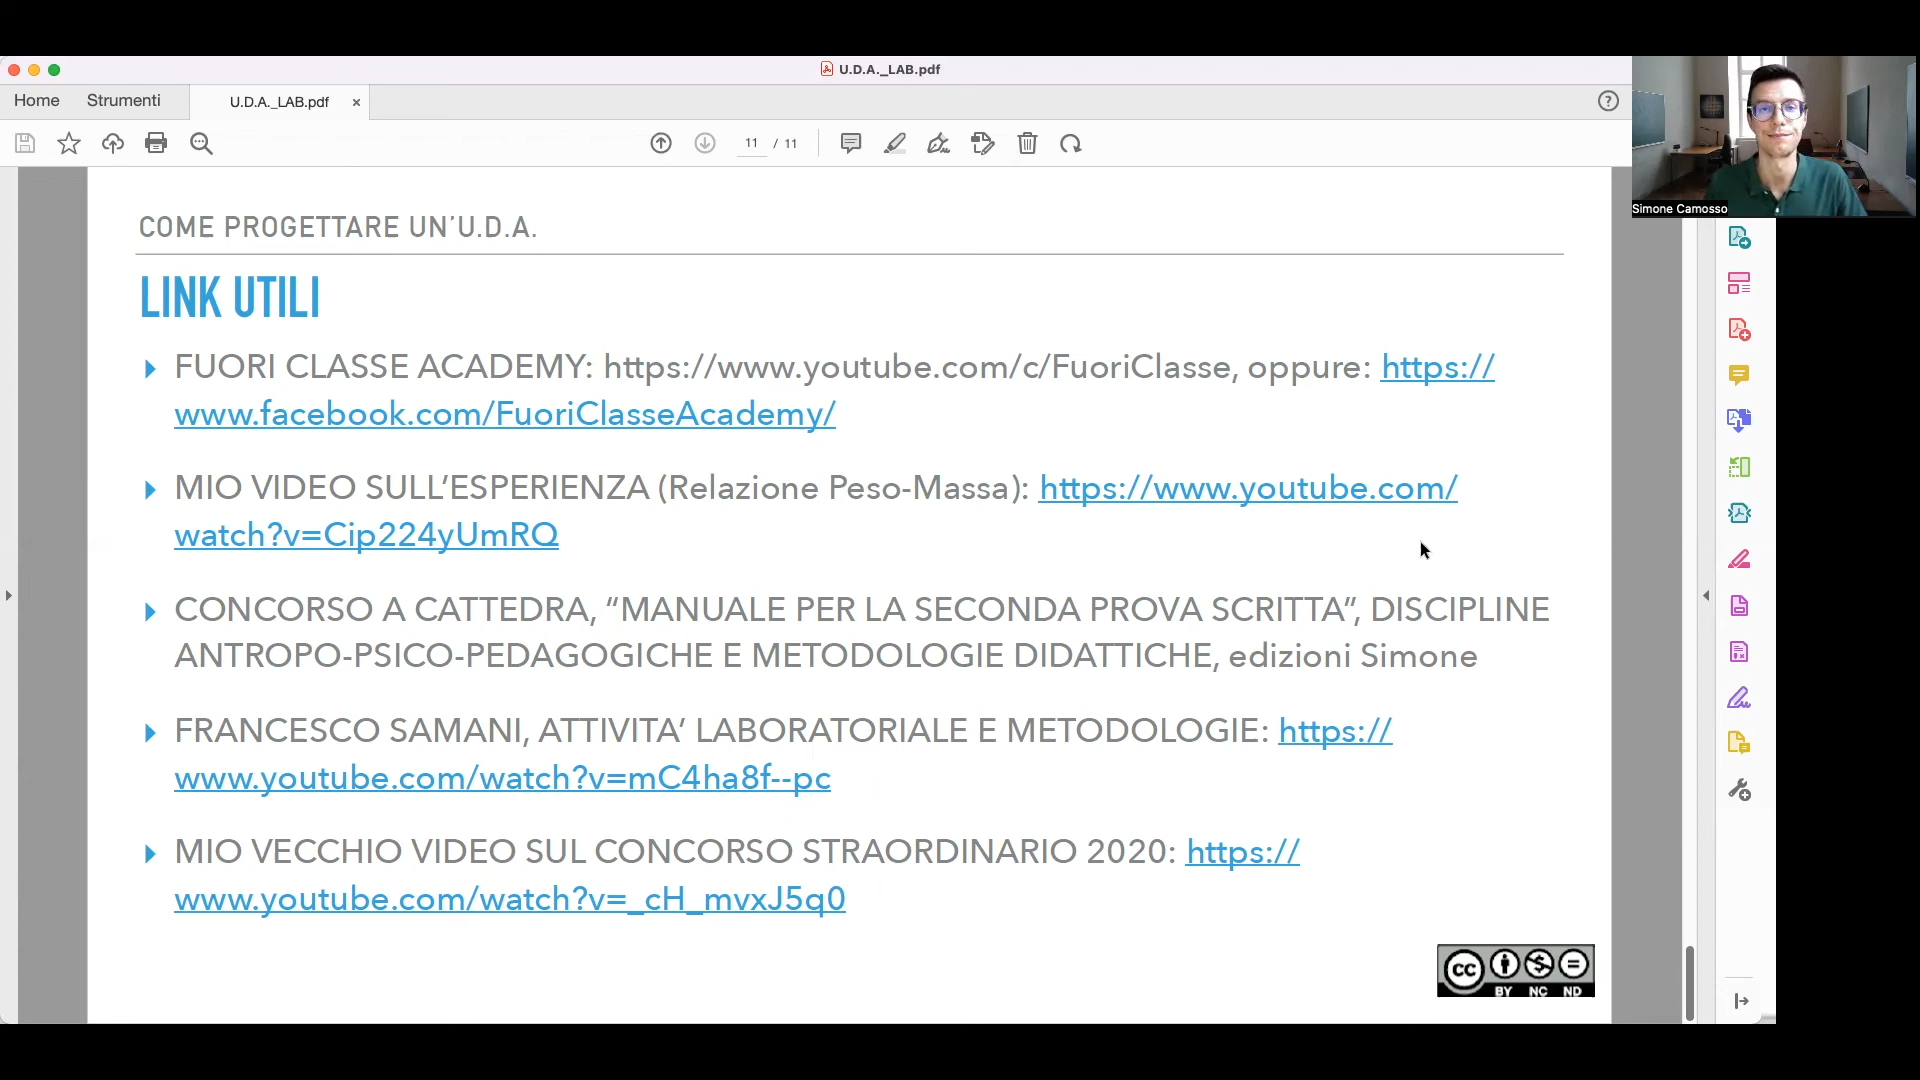 U.D.A._LAB.pdf
Home Strumenti U.D.A._LAB.pdf
11 / 11
Simone Camosso
COME PROGETTARE UN'U.D.A.
LINK UTILI
FUORI CLASSE ACADEMY: https://www.youtube.com/c/FuoriClasse, oppure: https://
www.facebook.com/FuoriClasseAcademy/
MIO VIDEO SULL'ESPERIENZA (Relazione Peso-Massa): https://www.youtube.com/
watch?v=Cip224yUmRQ
CONCORSO A CATTEDRA, “MANUALE PER LA SECONDA PROVA SCRITTA”, DISCIPLINE
ANTROPO-PSICO-PEDAGOGICHE E METODOLOGIE DIDATTICHE, edizioni Simone
FRANCESCO SAMANI, ATTIVITA' LABORATORIALE E METODOLOGIE: https://
www.youtube.com/watch?v=mC4ha8f--pc
MIO VECCHIO VIDEO SUL CONCORSO STRAORDINARIO 2020: https://
www.youtube.com/watch?v=_cH_mvxJ5q0
cc
BY NC ND